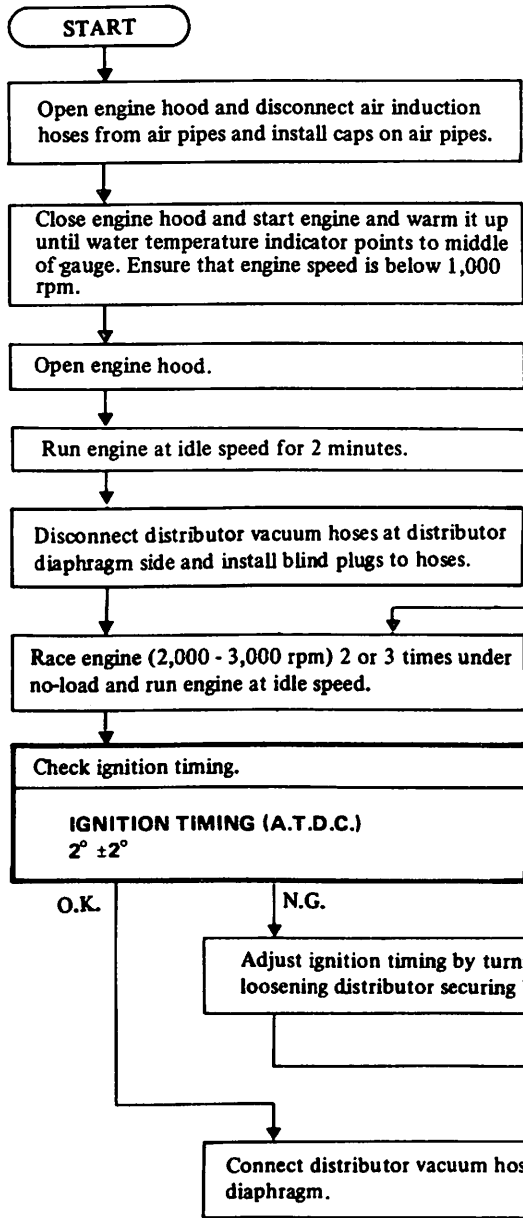 START
Open engine hood and disconnect air induction
hoses from air pipes and install caps on air pipes.
Close engine hood and start engine and warm it up
until water temperature indicator points to middle
of gauge. Ensure that engine speed is below 1,000
rpm.
Open engine hood.
Run engine at idle speed for 2 minutes.
Disconnect distributor vacuum hoses at distributor
diaphragm side and install blind plugs to hoses.
Race engine (2,000 - 3,000 rpm) 2 or 3 times under
no-load and run engine at idle speed.
Check ignition timing.
IGNITION TIMING (A.T.D.C.)
2° ±2°
O.K.
N.G.
Adjust ignition timing by turn
loosening distributor securing
Connect distributor vacuum hos
diaphragm.